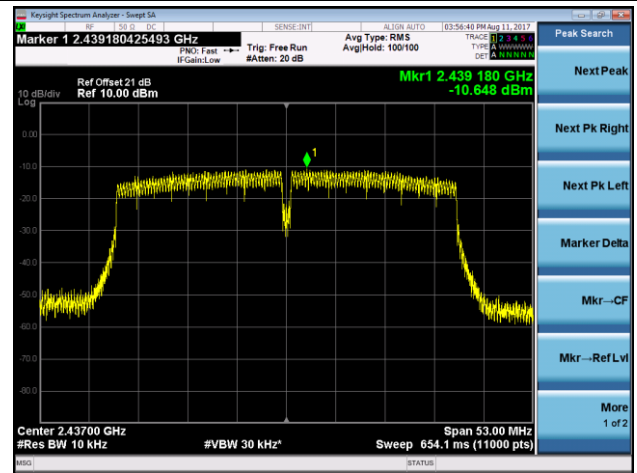 Keysight Spectrum Analyzer - Swept SA
RF 50 Ω DC SENSE:INT ALIGN AUTO 03:56:40 PM Aug 11, 2017
Marker 1 2.439180425493 GHz
PNO: Fast
IFGain:Low
Trig: Free Run
#Atten: 20 dB
Avg Type: RMS
Avg|Hold: 100/100
TRACE 1 2 3 4 5 6
TYPE A WWWWW
DET A N N N N N
Peak Search
Ref Offset 21 dB
10 dB/div Ref 10.00 dBm
Log
Mkr1 2.439 180 GHz
-10.648 dBm
0.00
-10.0
-20.0
-30.0
-40.0
-50.0
-60.0
-70.0
-80.0
1
Center 2.43700 GHz Span 53.00 MHz
#Res BW 10 kHz #VBW 30 kHz* Sweep 654.1 ms (11000 pts)
Next Peak
Next Pk Right
Next Pk Left
Marker Delta
Mkr→CF
Mkr→Ref Lvl
More
1 of 2
MSG STATUS